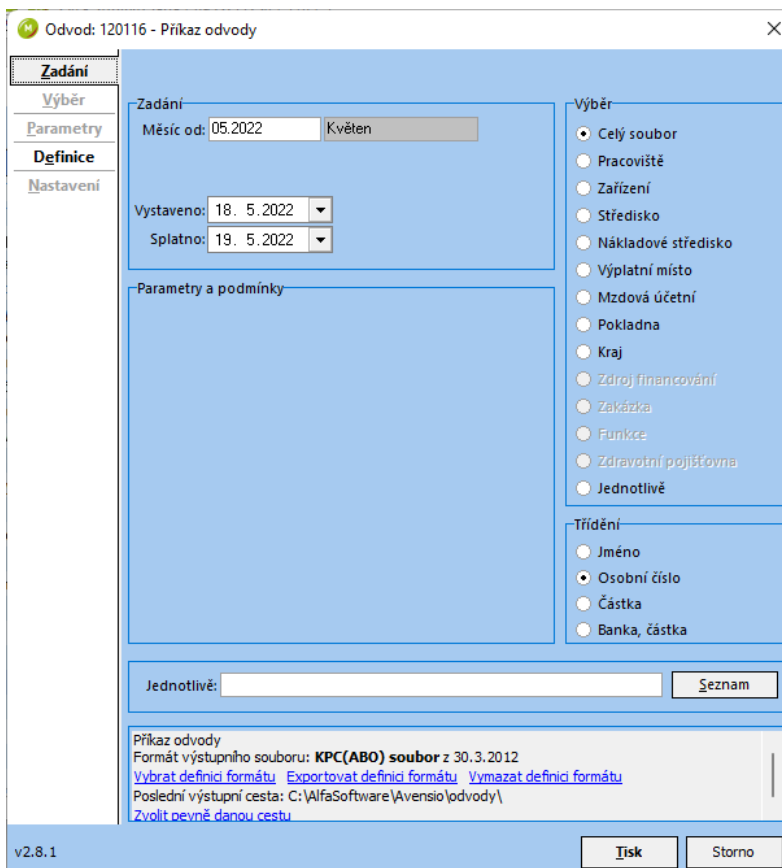 Odvod: 120116 - Příkaz odvody
Zadání
Výběr
Parametry
Definice
Nastavení
Zadání
Měsíc od: 05.2022 Květen
Vystaveno: 18. 5.2022
Splatno: 19. 5.2022
Parametry a podmínky
Výběr
Celý soubor
Pracoviště
Zařízení
Středisko
Nákladové středisko
Výplatní místo
Mzdová účetní
Pokladna
Kraj
Zdroj financování
Zakázka
Funkce
Zdravotní pojišťovna
Jednotlivě
Třídění
Jméno
Osobní číslo
Částka
Banka, částka
Jednotlivě: Seznam
Příkaz odvody
Formát výstupního souboru: KPC(ABO) soubor z 30.3.2012
Vybrat definici formátu Exportovat definici formátu Vymazat definici formátu
Poslední výstupní cesta: C:\AlfaSoftware\Avensio\odvody\
Zvolit pevně danou cestu
v2.8.1 Tisk Storno